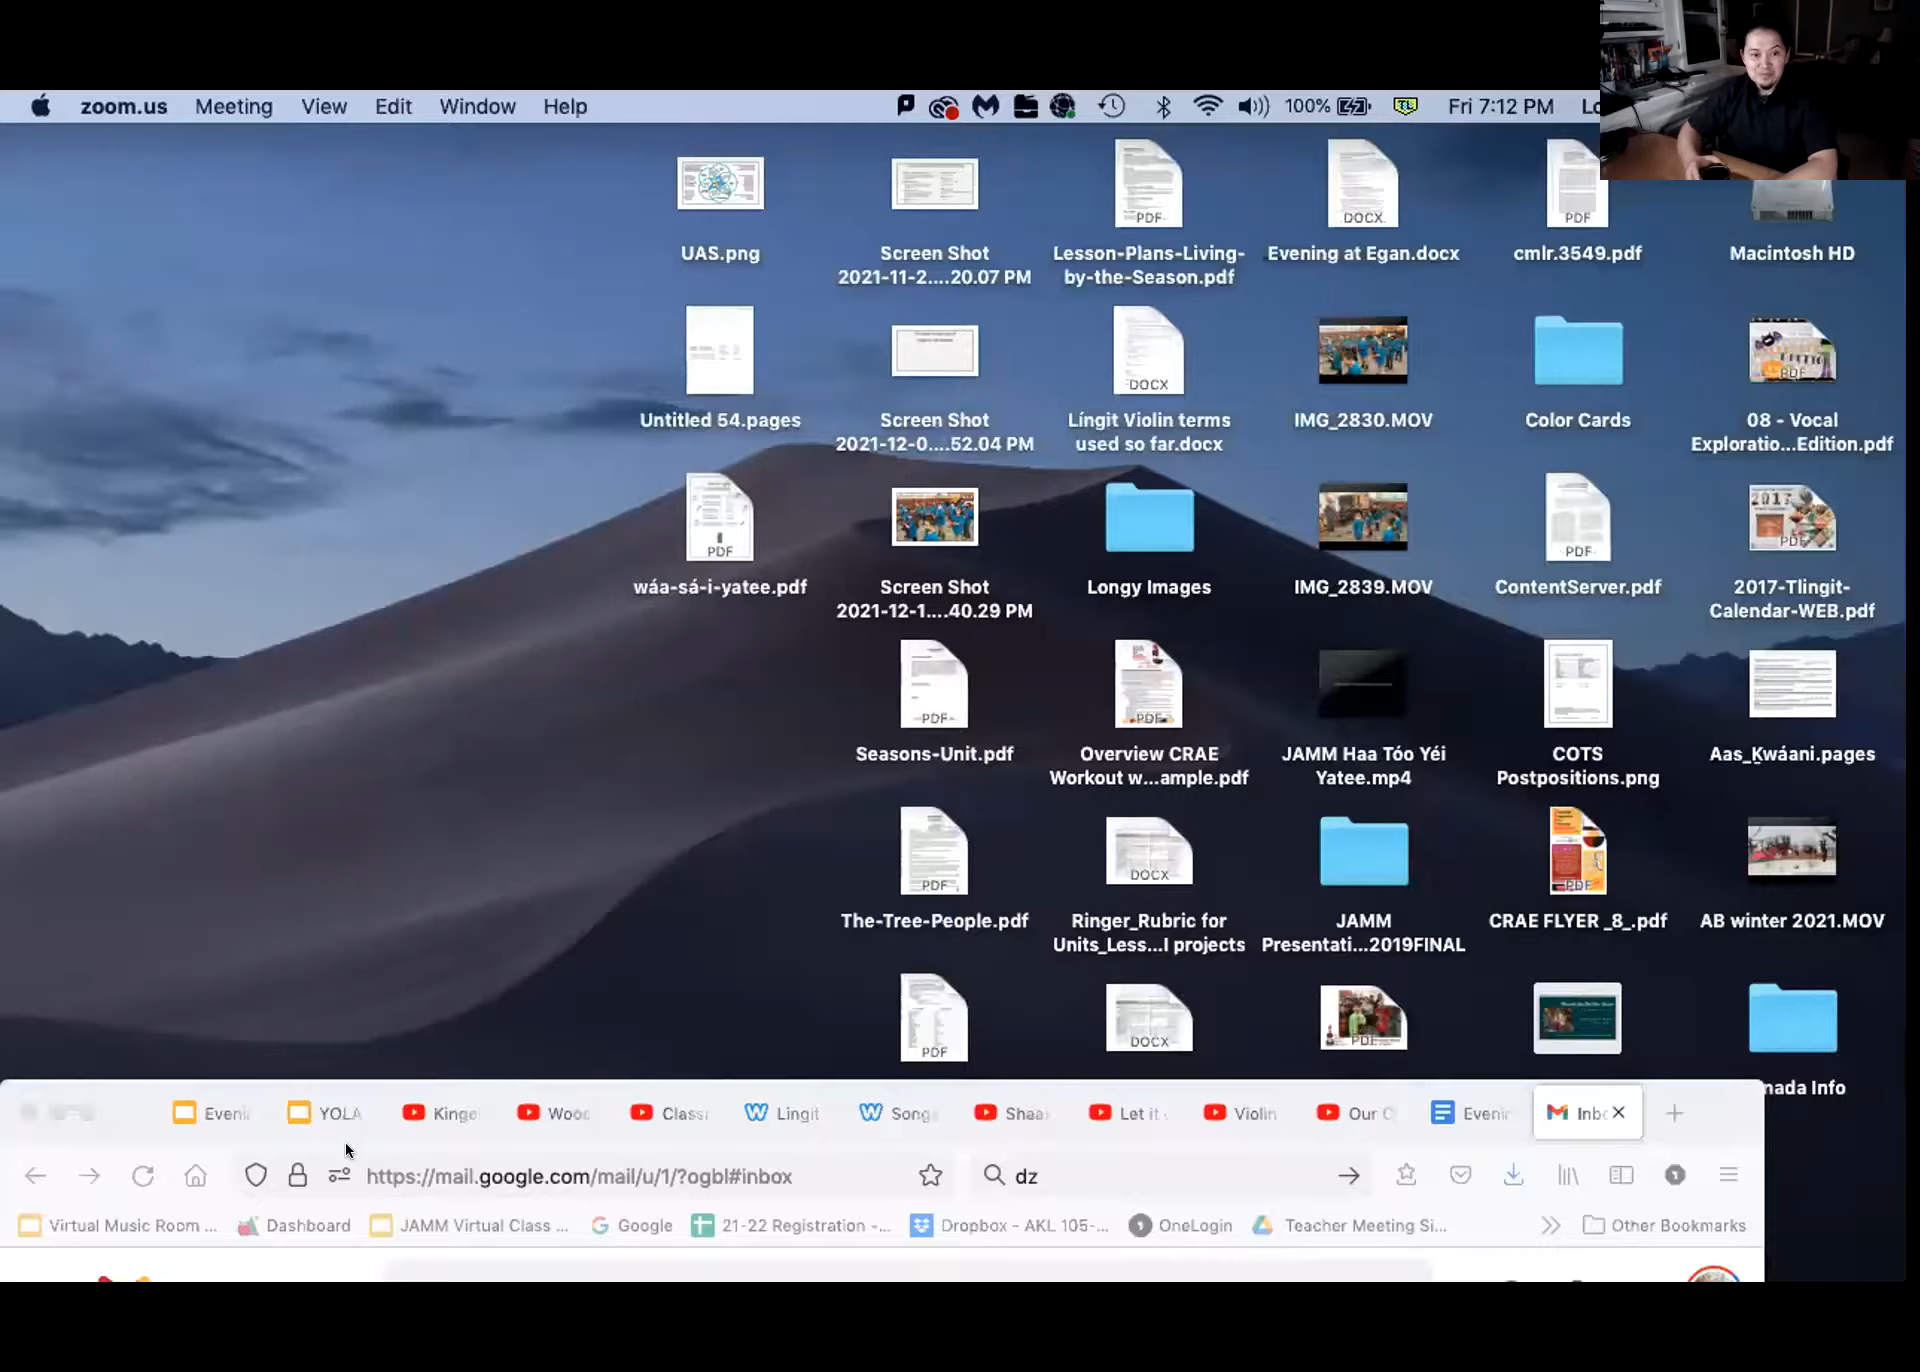 zoom.us Meeting View Edit Window Help 100% Fri 7:12 PM
UAS.png
Screen Shot
2021-11-2....20.07 PM
Lesson-Plans-Living-
by-the-Season.pdf
Evening at Egan.docx
cmlr.3549.pdf
Macintosh HD
Untitled 54.pages
Screen Shot
2021-12-0....52.04 PM
Língit Violin terms
used so far.docx
IMG_2830.MOV
Color Cards
08 - Vocal
Exploratio...Edition.pdf
wáa-sá-i-yatee.pdf
Screen Shot
2021-12-1....40.29 PM
Longy Images
IMG_2839.MOV
ContentServer.pdf
2017-Tlingit-
Calendar-WEB.pdf
Seasons-Unit.pdf
Overview CRAE
Workout w...ample.pdf
JAMM Haa Tóo Yéi
Yatee.mp4
COTS
Postpositions.png
Aas_Ḵwáani.pages
The-Tree-People.pdf
Ringer_Rubric for
Units_Less...l projects
JAMM
Presentati...2019FINAL
CRAE FLYER _8_.pdf
AB winter 2021.MOV
nada Info
Eveni YOLA Kinge Wood Classi Lingit Song Shaa Let it Violin Our C Evenin Inbo
https://mail.google.com/mail/u/1/?ogbl#inbox dz
Virtual Music Room ... Dashboard JAMM Virtual Class ... Google 21-22 Registration -... Dropbox - AKL 105-... OneLogin Teacher Meeting Si... Other Bookmarks